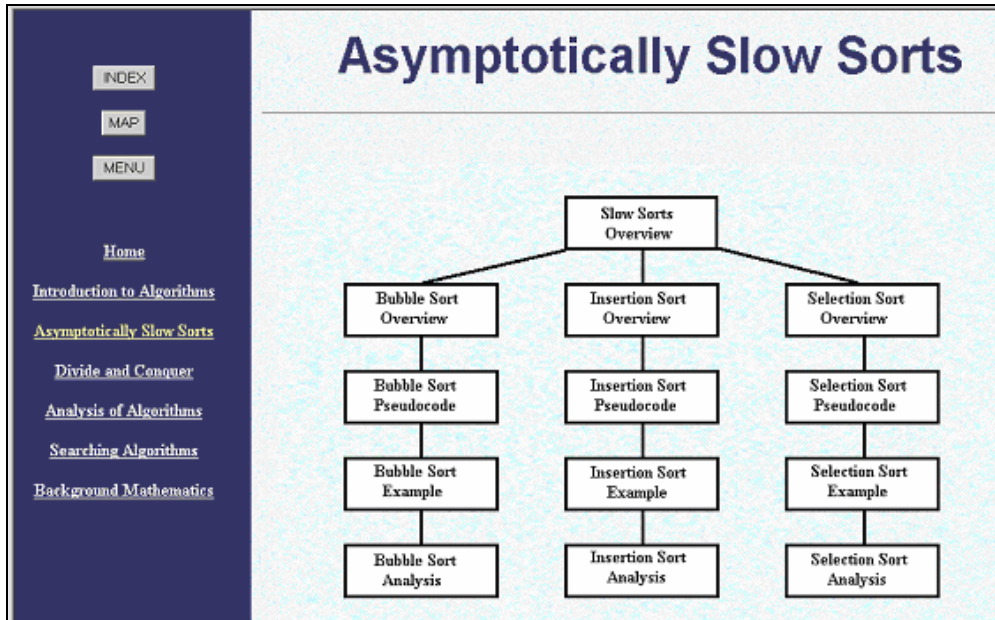 INDEX
MAP
MENU
Home
Introduction to Algorithms
Asymptotically Slow Sorts
Divide and Conquer
Analysis of Algorithms
Searching Algorithms
Background Mathematics
Asymptotically Slow Sorts
Slow Sorts
Overview
Bubble Sort
Overview
Insertion Sort
Overview
Selection Sort
Overview
Bubble Sort
Pseudocode
Insertion Sort
Pseudocode
Selection Sort
Pseudocode
Bubble Sort
Example
Insertion Sort
Example
Selection Sort
Example
Bubble Sort
Analysis
Insertion Sort
Analysis
Selection Sort
Analysis